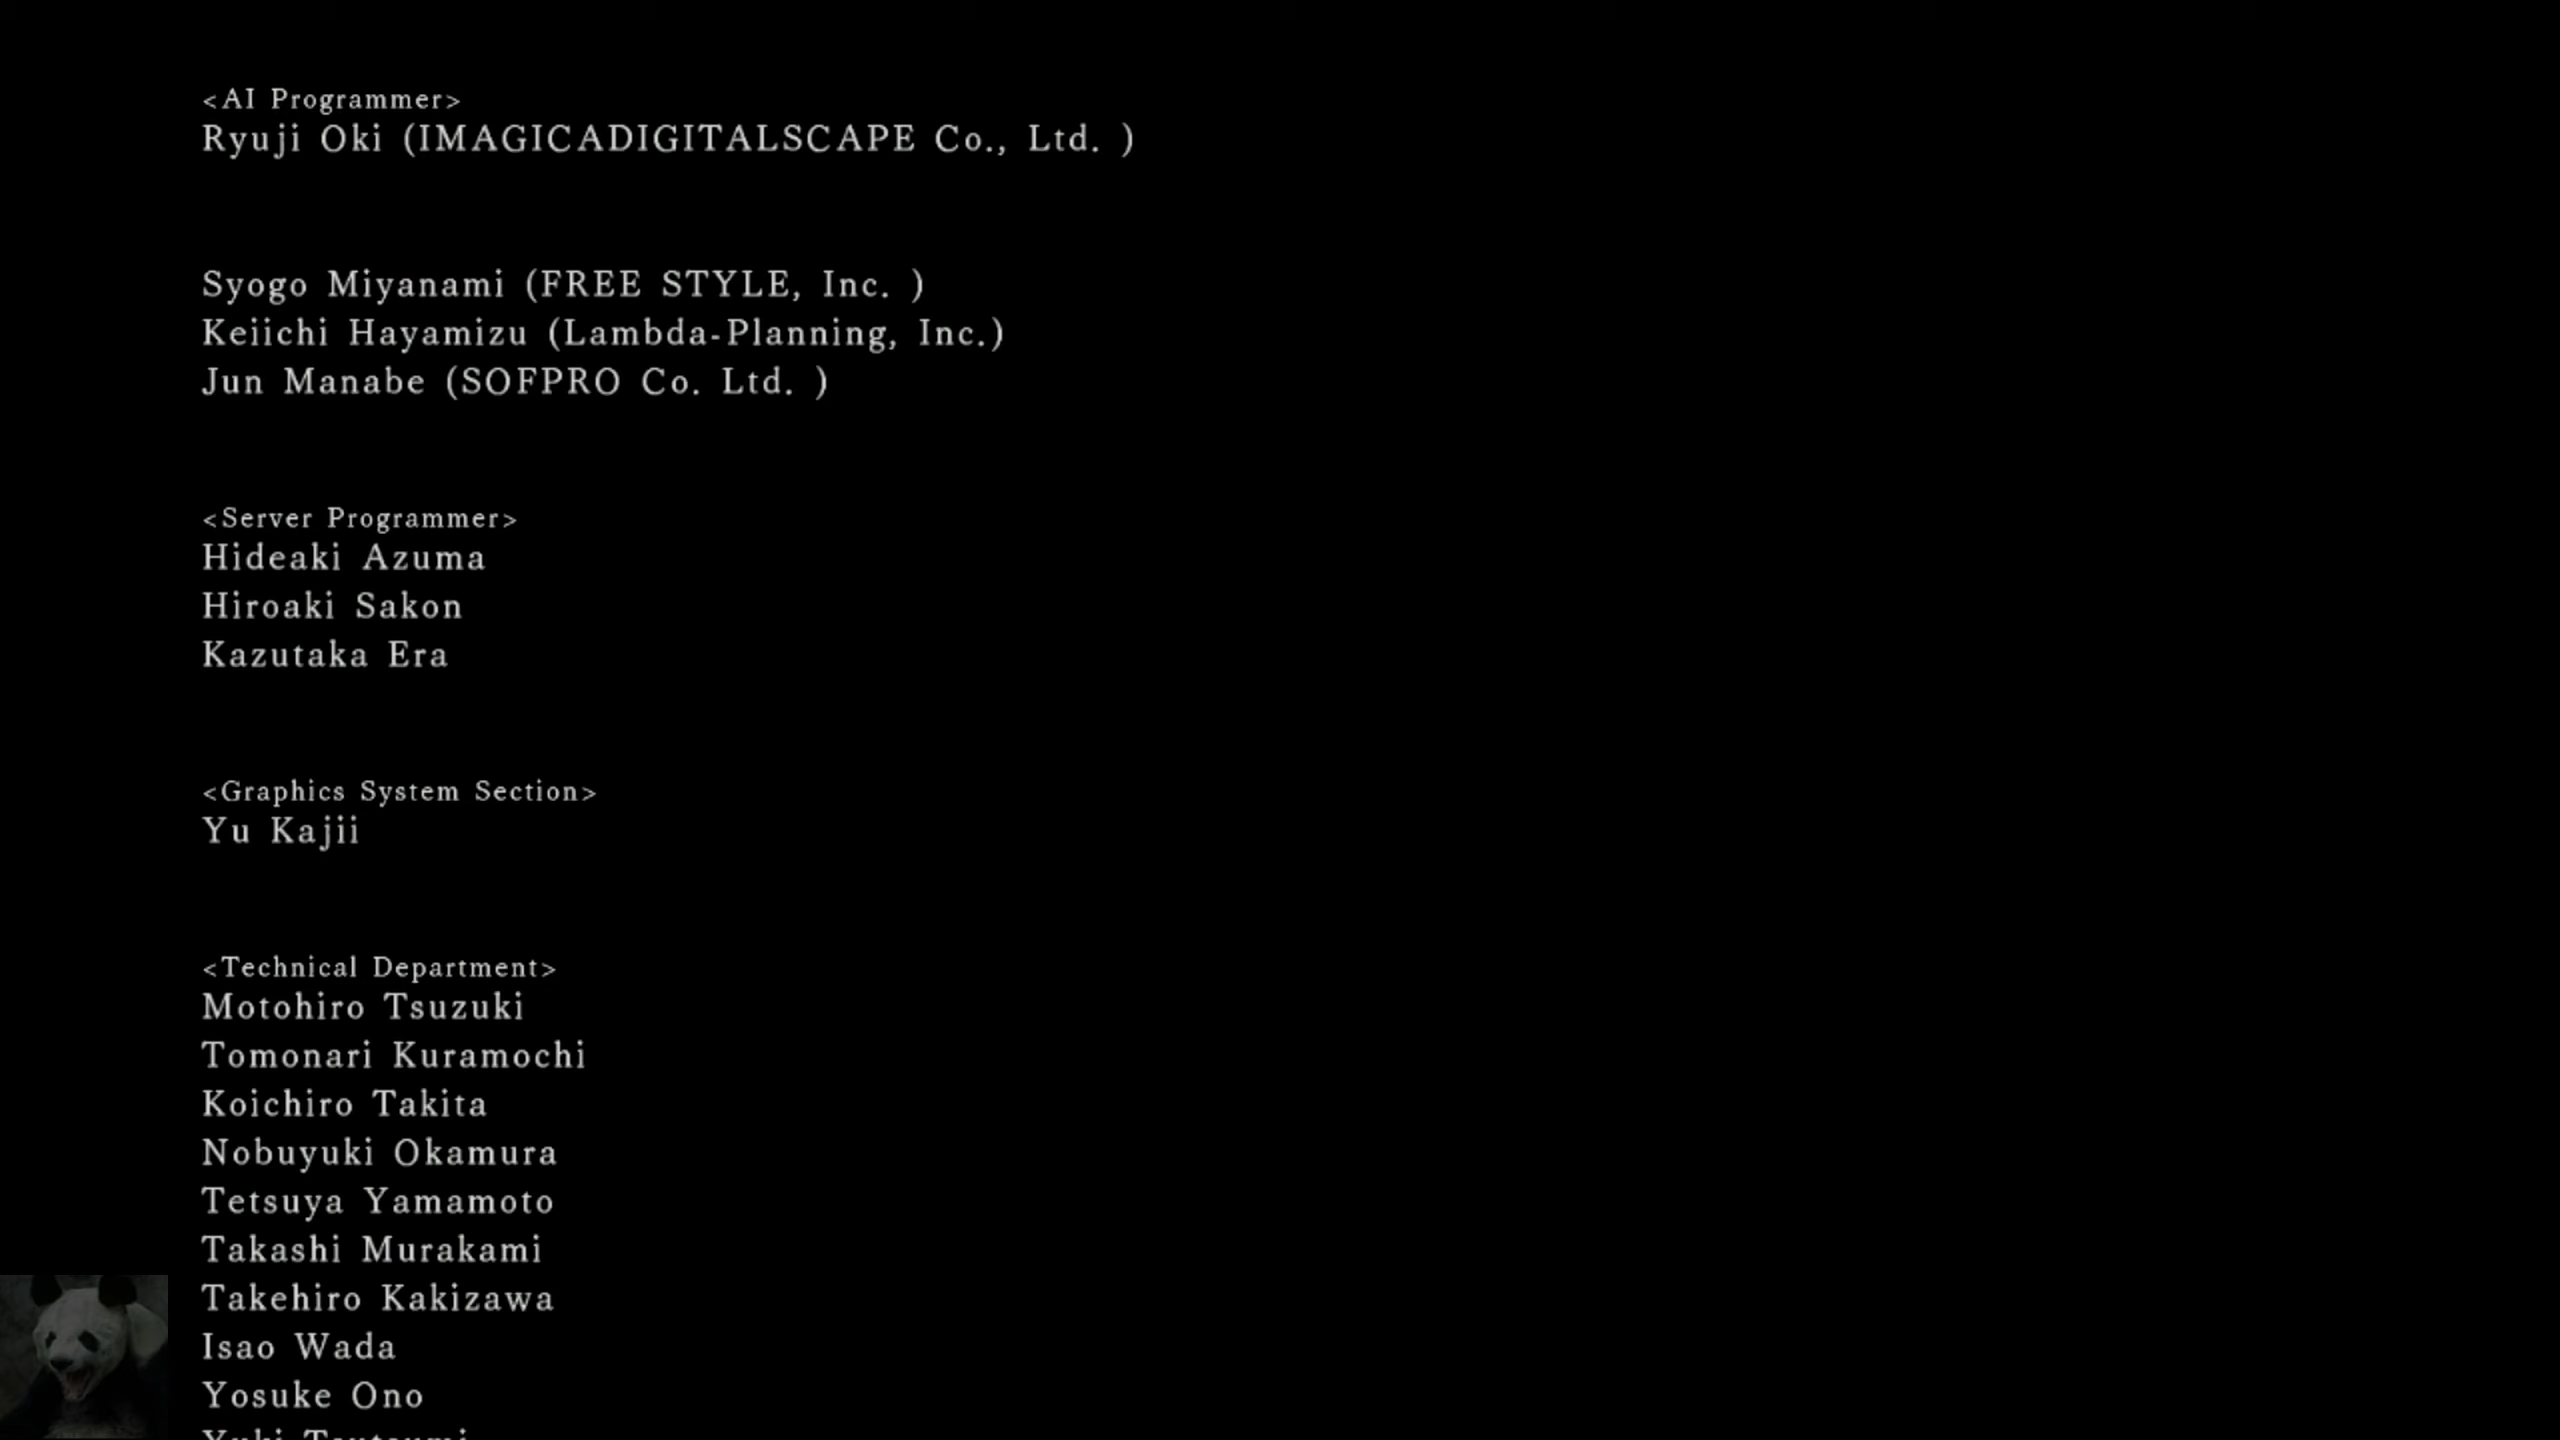 <AI Programmer>
Ryuji Oki (IMAGICADIGITALSCAPE Co., Ltd. )
Syogo Miyanami (FREE STYLE, Inc. )
Keiichi Hayamizu (Lambda-Planning, Inc.)
Jun Manabe (SOFPRO Co. Ltd. )
<Server Programmer>
Hideaki Azuma
Hiroaki Sakon
Kazutaka Era
<Graphics System Section>
Yu Kajii
<Technical Department>
Motohiro Tsuzuki
Tomonari Kuramochi
Koichiro Takita
Nobuyuki Okamura
Tetsuya Yamamoto
Takashi Murakami
Takehiro Kakizawa
Isao Wada
Yosuke Ono